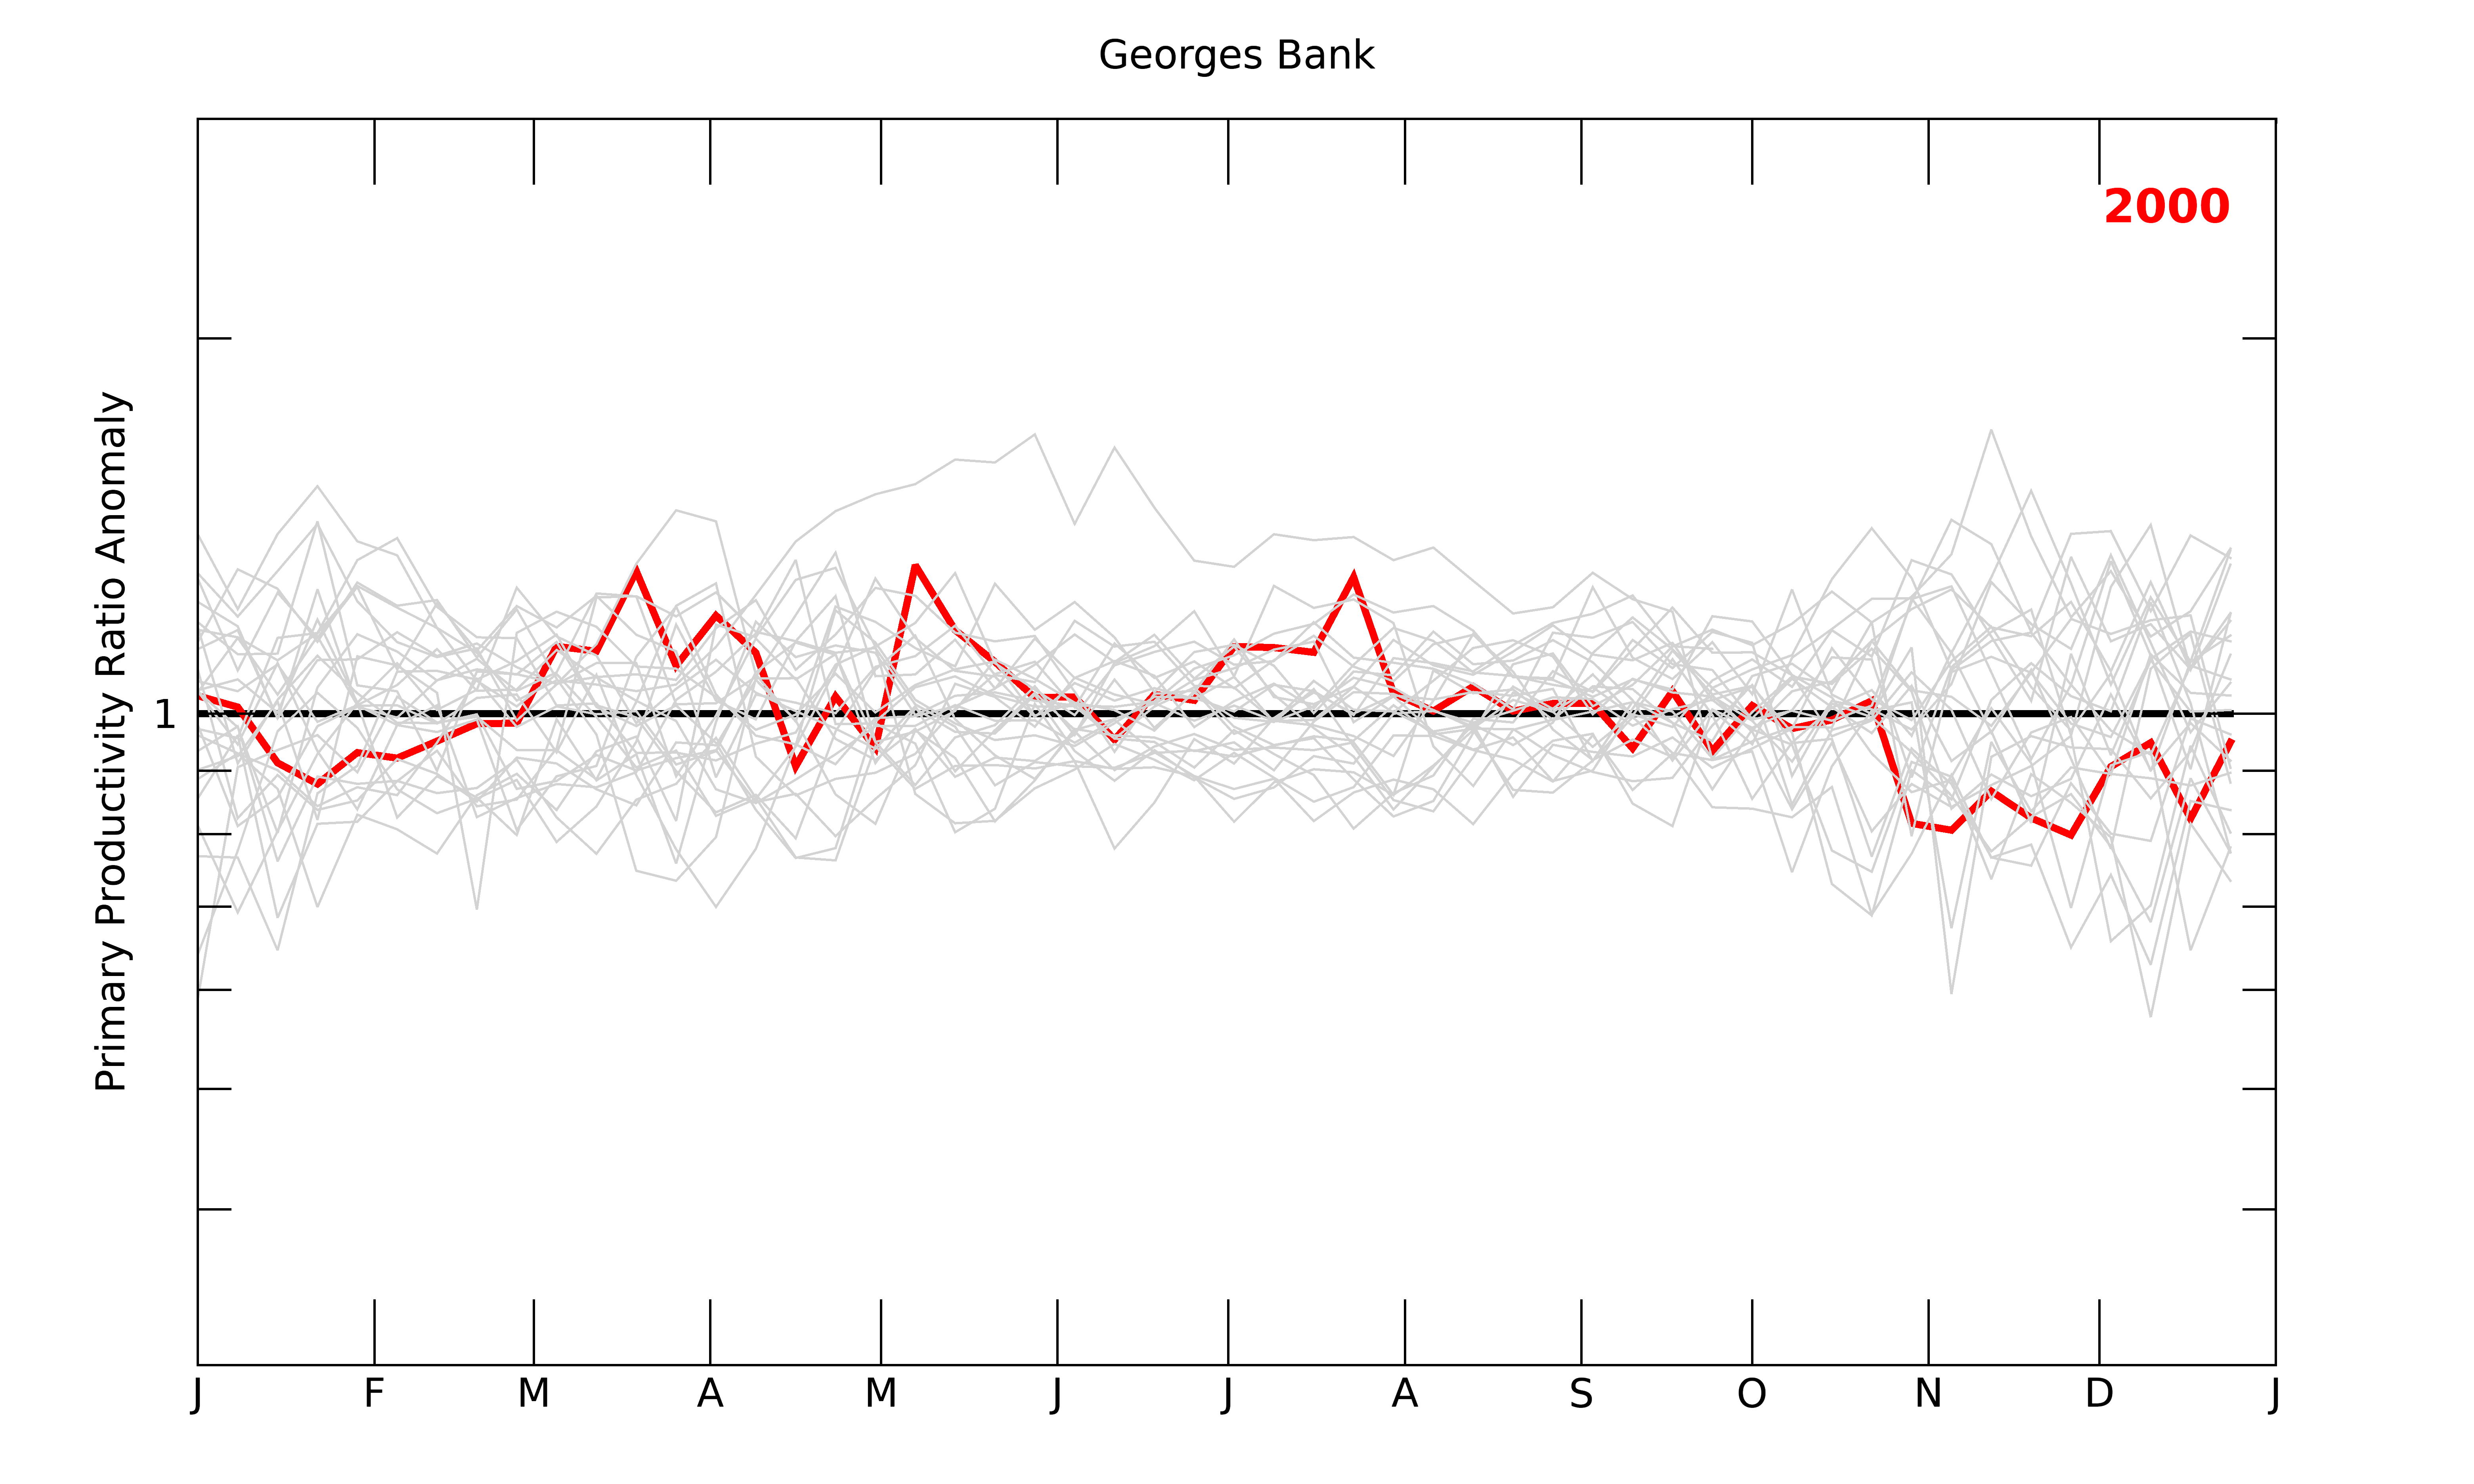 Georges Bank
2000
Primary Productivity Ratio Anomaly
1
J F M A M J J A S O N D J